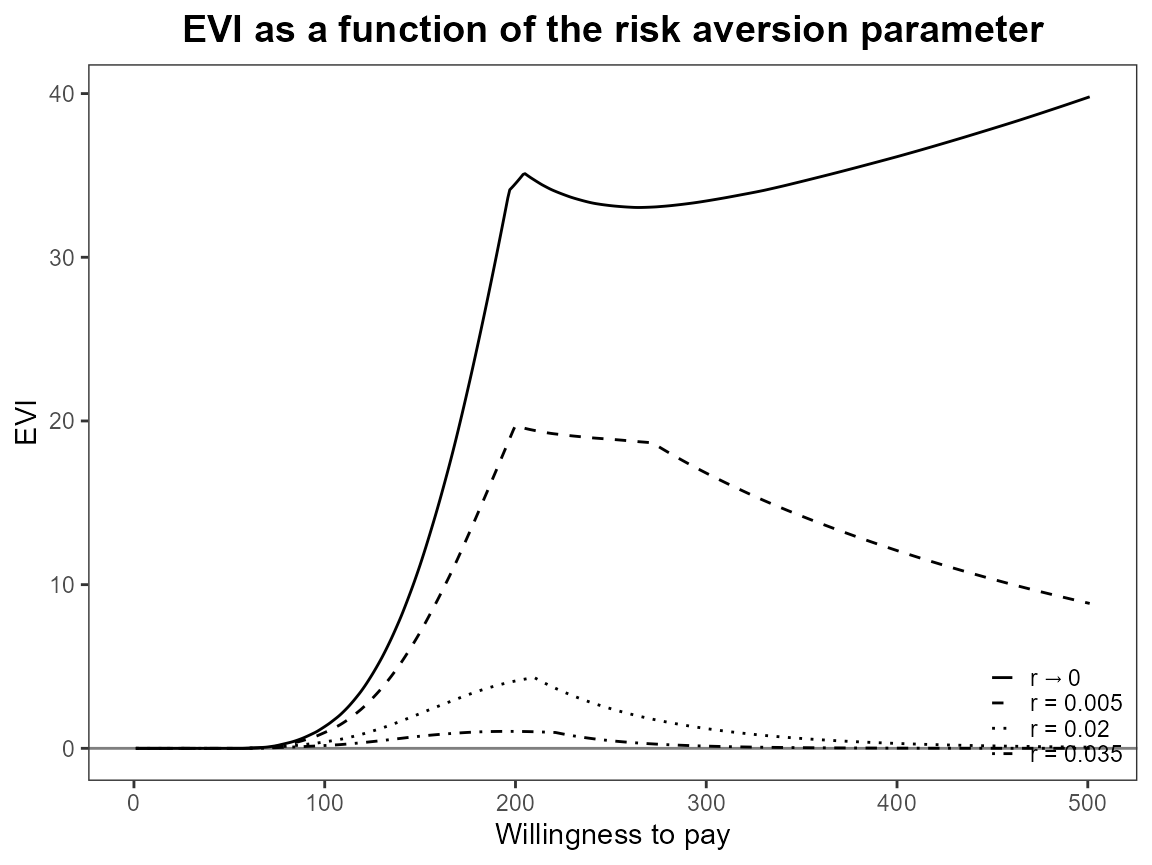 EVI as a function of the risk aversion parameter
40
30
20
10
0
EVI
r → 0
r = 0.005
r = 0.02
r = 0.035
0 100 200 300 400 500
Willingness to pay